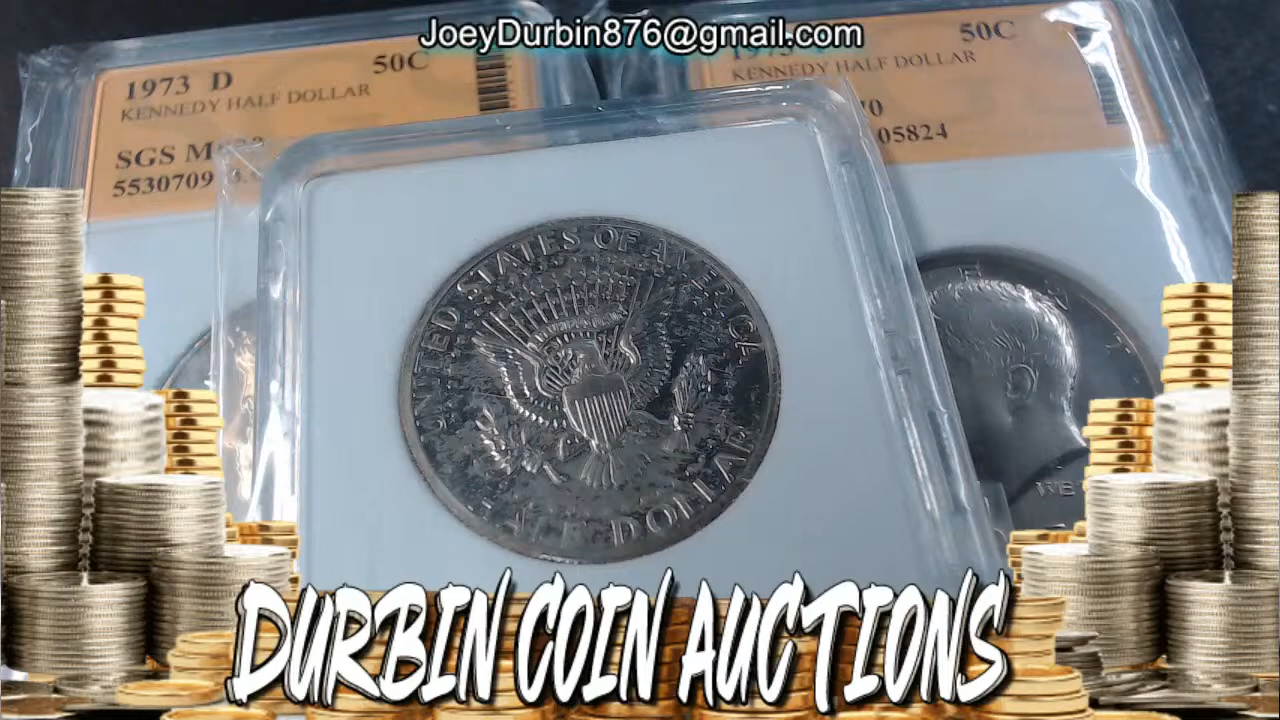 JoeyDurbin876@gmail.com
1973 D 50C
KENNEDY HALF DOLLAR
SGS
5530709
50C
KENNEDY HALF DOLLAR
05824
UNITED STATES OF AMERICA
HALF DOLLAR
WE
DURBIN COIN AUCTIONS